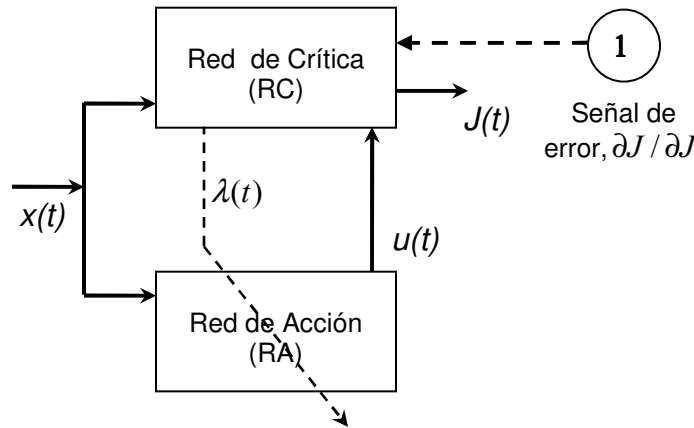 Red de Crítica
(RC)
1
J(t)
Señal de
error, ∂J / ∂J
λ(t)
x(t)
u(t)
Red de Acción
(RA)